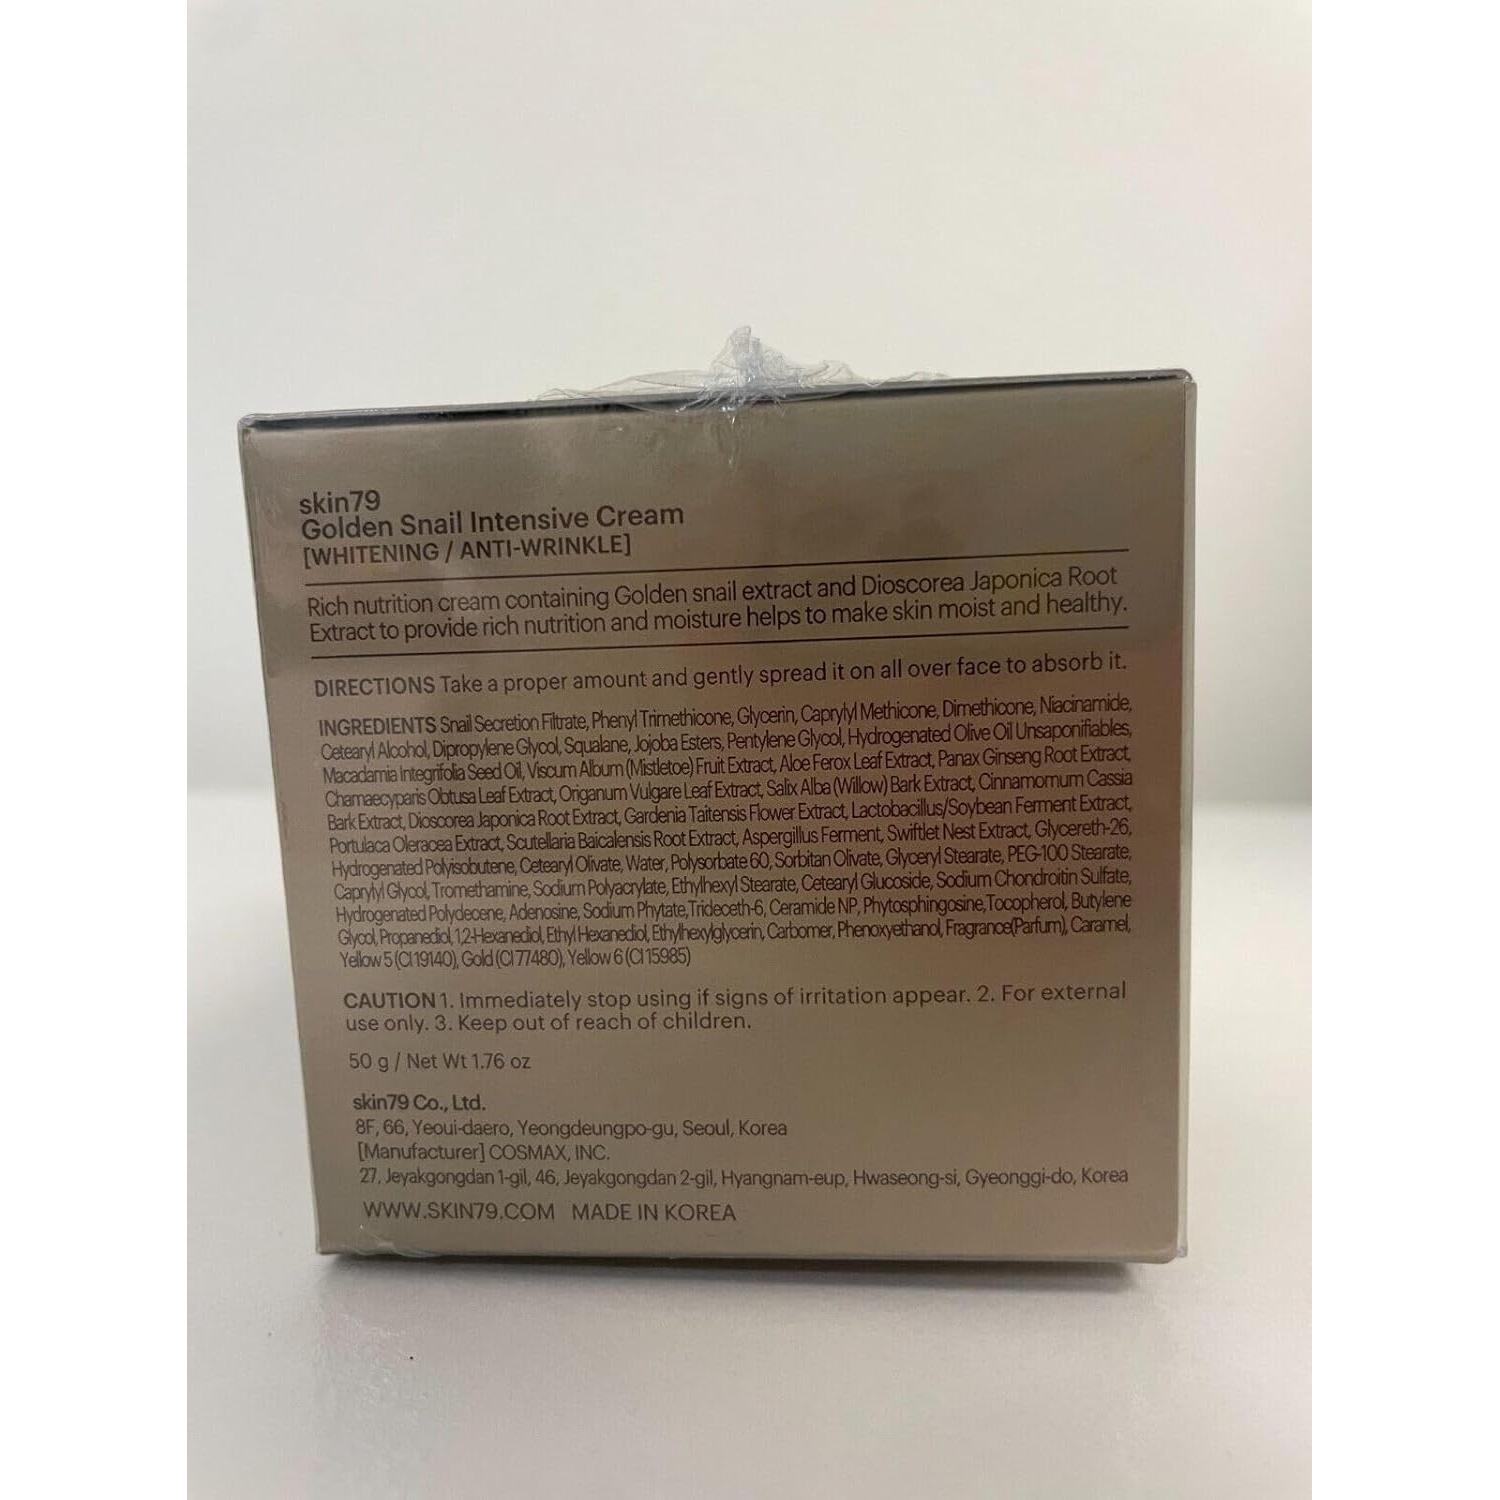 skin79
Golden Snail Intensive Cream
[WHITENING / ANTI-WRINKLE]
Rich nutrition cream containing Golden snail extract and Dioscorea Japonica Root
Extract to provide rich nutrition and moisture helps to make skin moist and healthy.
DIRECTIONS Take a proper amount and gently spread it on all over face to absorb it.
INGREDIENTS Snail Secretion Filtrate, Phenyl Trimethicone, Glycerin, Caprylyl Methicone, Dimethicone, Niacinamide,
Cetearyl Alcohol, Dipropylene Glycol, Squalane, Jojoba Esters, Pentylene Glycol, Hydrogenated Olive Oil Unsaponifiables,
Macadamia Integrifolia Seed Oil, Viscum Album (Mistletoe) Fruit Extract, Aloe Ferox Leaf Extract, Panax Ginseng Root Extract,
Chamaecyparis Obtusa Leaf Extract, Origanum Vulgare Leaf Extract, Salix Alba (Willow) Bark Extract, Cinnamomum Cassia
Bark Extract, Dioscorea Japonica Root Extract, Gardenia Taitensis Flower Extract, Lactobacillus/Soybean Ferment Extract,
Portulaca Oleracea Extract, Scutellaria Baicalensis Root Extract, Aspergillus Ferment, Swiftlet Nest Extract, Glycereth-26,
Hydrogenated Polyisobutene, Cetearyl Olivate, Water, Polysorbate 60, Sorbitan Olivate, Glyceryl Stearate, PEG-100 Stearate,
Caprylyl Glycol, Tromethamine, Sodium Polyacrylate, Ethylhexyl Stearate, Cetearyl Glucoside, Sodium Chondroitin Sulfate,
Hydrogenated Polydecene, Adenosine, Sodium Phytate, Trideceth-6, Ceramide NP, Phytosphingosine, Tocopherol, Butylene
Glycol, Propanediol, 1,2-Hexanediol, Ethyl Hexanediol, Ethylhexylglycerin, Carbomer, Phenoxyethanol, Fragrance(Parfum), Caramel,
Yellow 5 (CI 19140), Gold (CI 77480), Yellow 6 (CI 15985)
CAUTION 1. Immediately stop using if signs of irritation appear. 2. For external
use only. 3. Keep out of reach of children.
50 g / Net Wt 1.76 oz
skin79 Co., Ltd.
8F, 66, Yeoui-daero, Yeongdeungpo-gu, Seoul, Korea
[Manufacturer] COSMAX, INC.
27, Jeyakgongdan 1-gil, 46, Jeyakgongdan 2-gil, Hyangnam-eup, Hwaseong-si, Gyeonggi-do, Korea
WWW.SKIN79.COM MADE IN KOREA